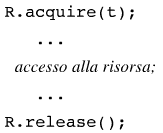 R.acquire(t);
...
accesso alla risorsa;
...
R.release();